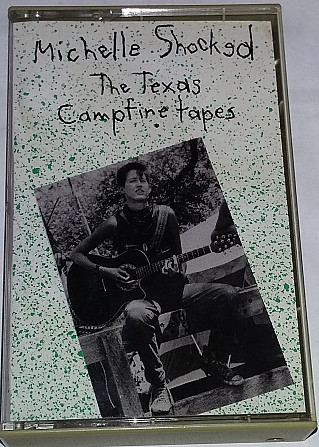 Michelle Shocked
The Texas
Campfire tapes